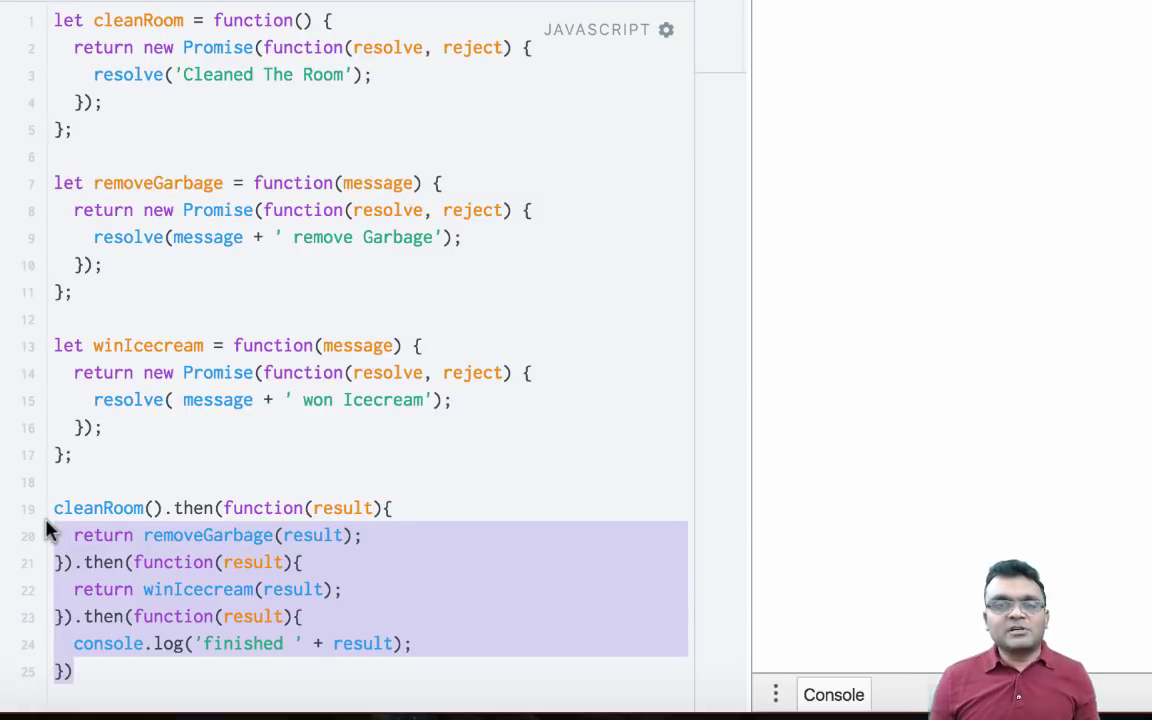 JAVASCRIPT
1 let cleanRoom = function() {
2 return new Promise(function(resolve, reject) {
3 resolve('Cleaned The Room');
4 });
5 };
6
7 let removeGarbage = function(message) {
8 return new Promise(function(resolve, reject) {
9 resolve(message + ' remove Garbage');
10 });
11 };
12
13 let winIcecream = function(message) {
14 return new Promise(function(resolve, reject) {
15 resolve( message + ' won Icecream');
16 });
17 };
18
19 cleanRoom().then(function(result){
20 return removeGarbage(result);
21 }).then(function(result){
22 return winIcecream(result);
23 }).then(function(result){
24 console.log('finished ' + result);
25 })
Console